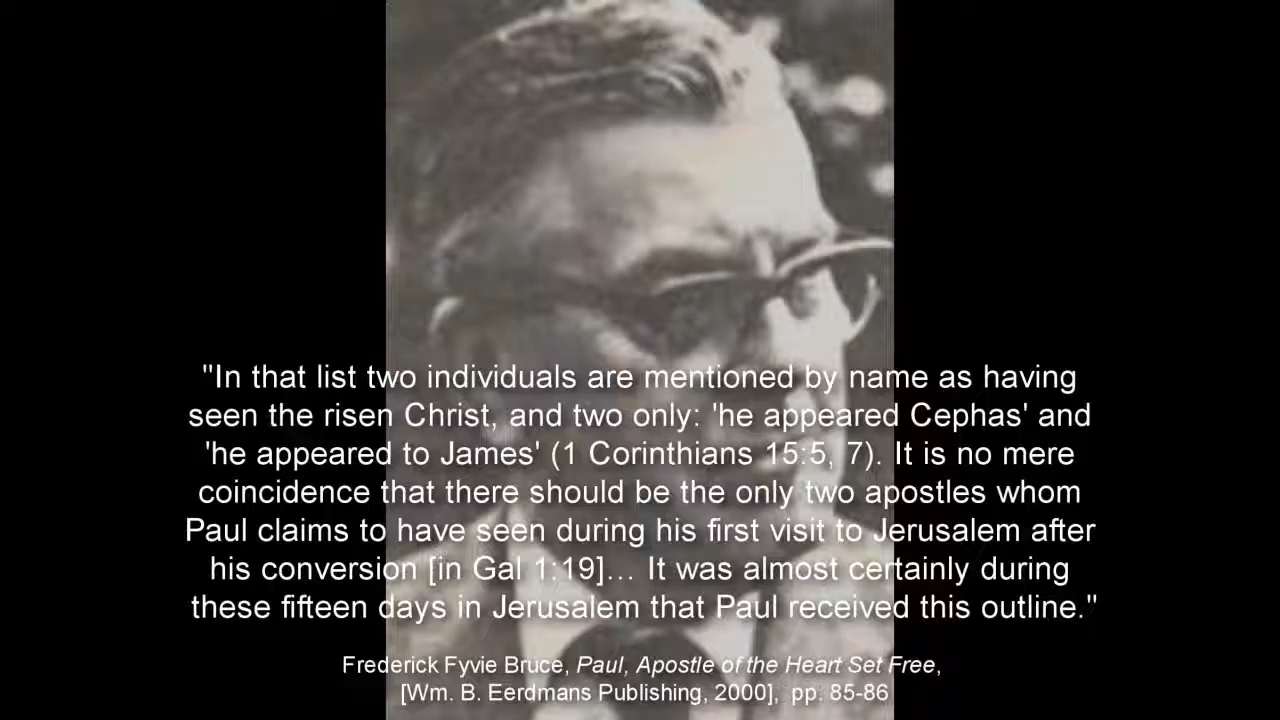 "In that list two individuals are mentioned by name as having
seen the risen Christ, and two only: 'he appeared Cephas' and
'he appeared to James' (1 Corinthians 15:5, 7). It is no mere
coincidence that there should be the only two apostles whom
Paul claims to have seen during his first visit to Jerusalem after
his conversion [in Gal 1:19]... It was almost certainly during
these fifteen days in Jerusalem that Paul received this outline."
Frederick Fyvie Bruce, Paul, Apostle of the Heart Set Free,
[Wm. B. Eerdmans Publishing, 2000], pp. 85-86